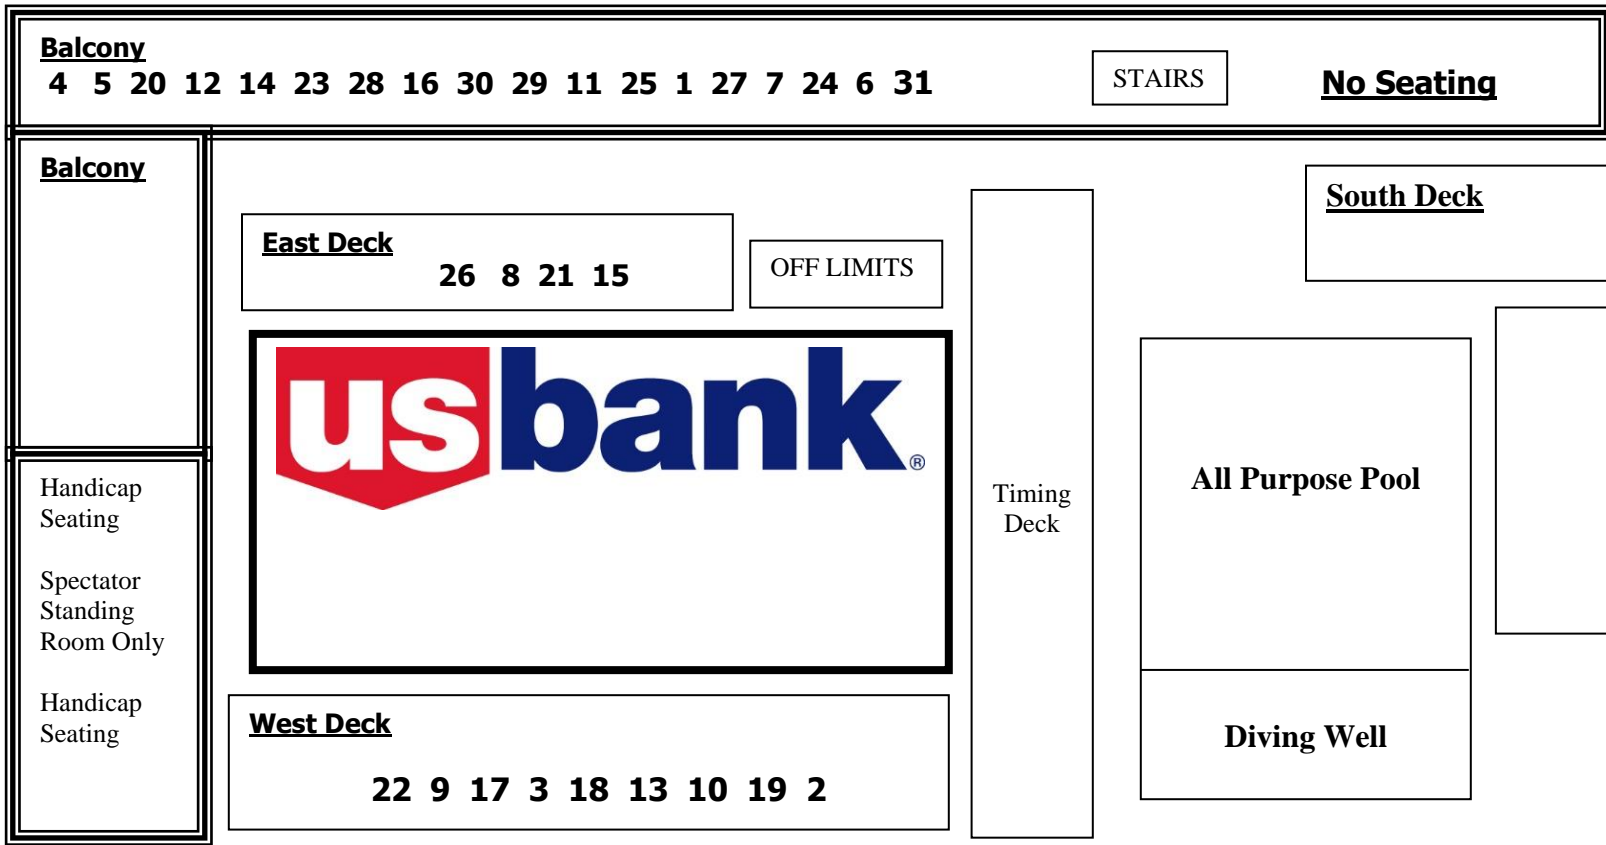 Balcony
4 5 20 12 14 23 28 16 30 29 11 25 1 27 7 24 6 31
STAIRS
No Seating
Balcony
South Deck
East Deck
26 8 21 15
OFF LIMITS
usbank®
Handicap
Seating
Spectator
Standing
Room Only
Handicap
Seating
Timing
Deck
All Purpose Pool
West Deck
22 9 17 3 18 13 10 19 2
Diving Well